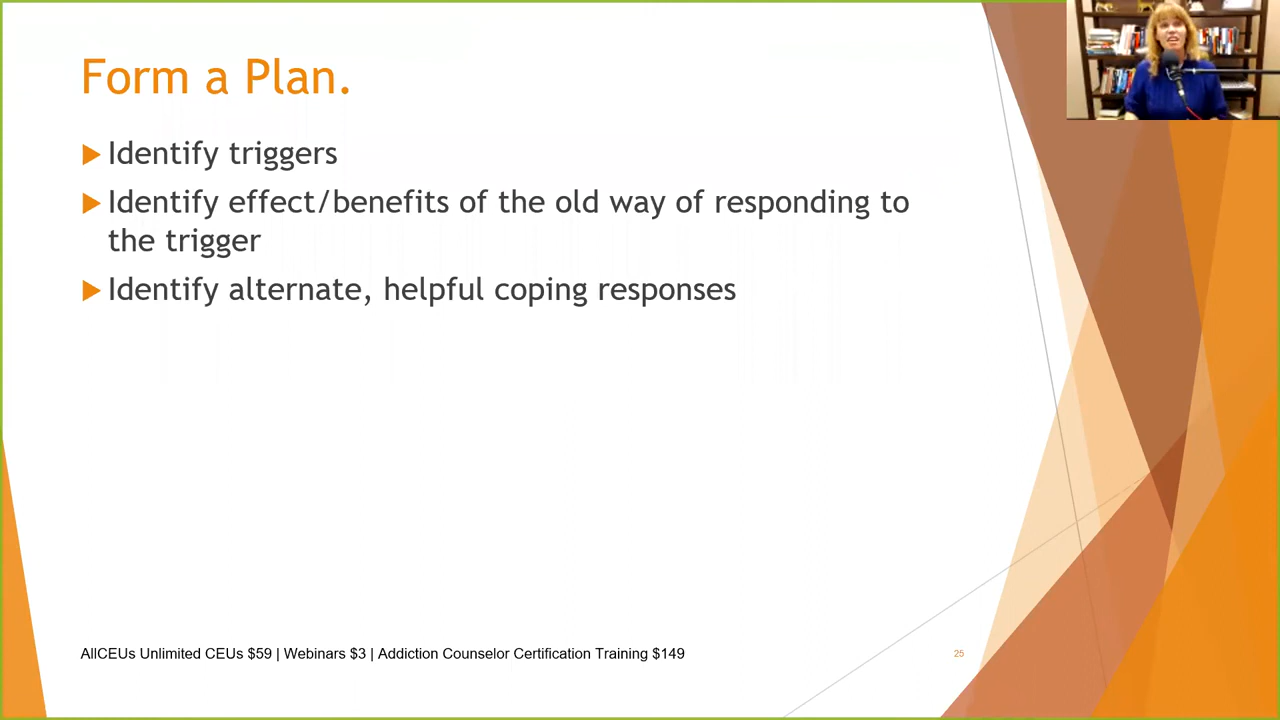 Form a Plan.
Identify triggers
Identify effect/benefits of the old way of responding to
the trigger
Identify alternate, helpful coping responses
AllCEUs Unlimited CEUs $59 | Webinars $3 | Addiction Counselor Certification Training $149
25